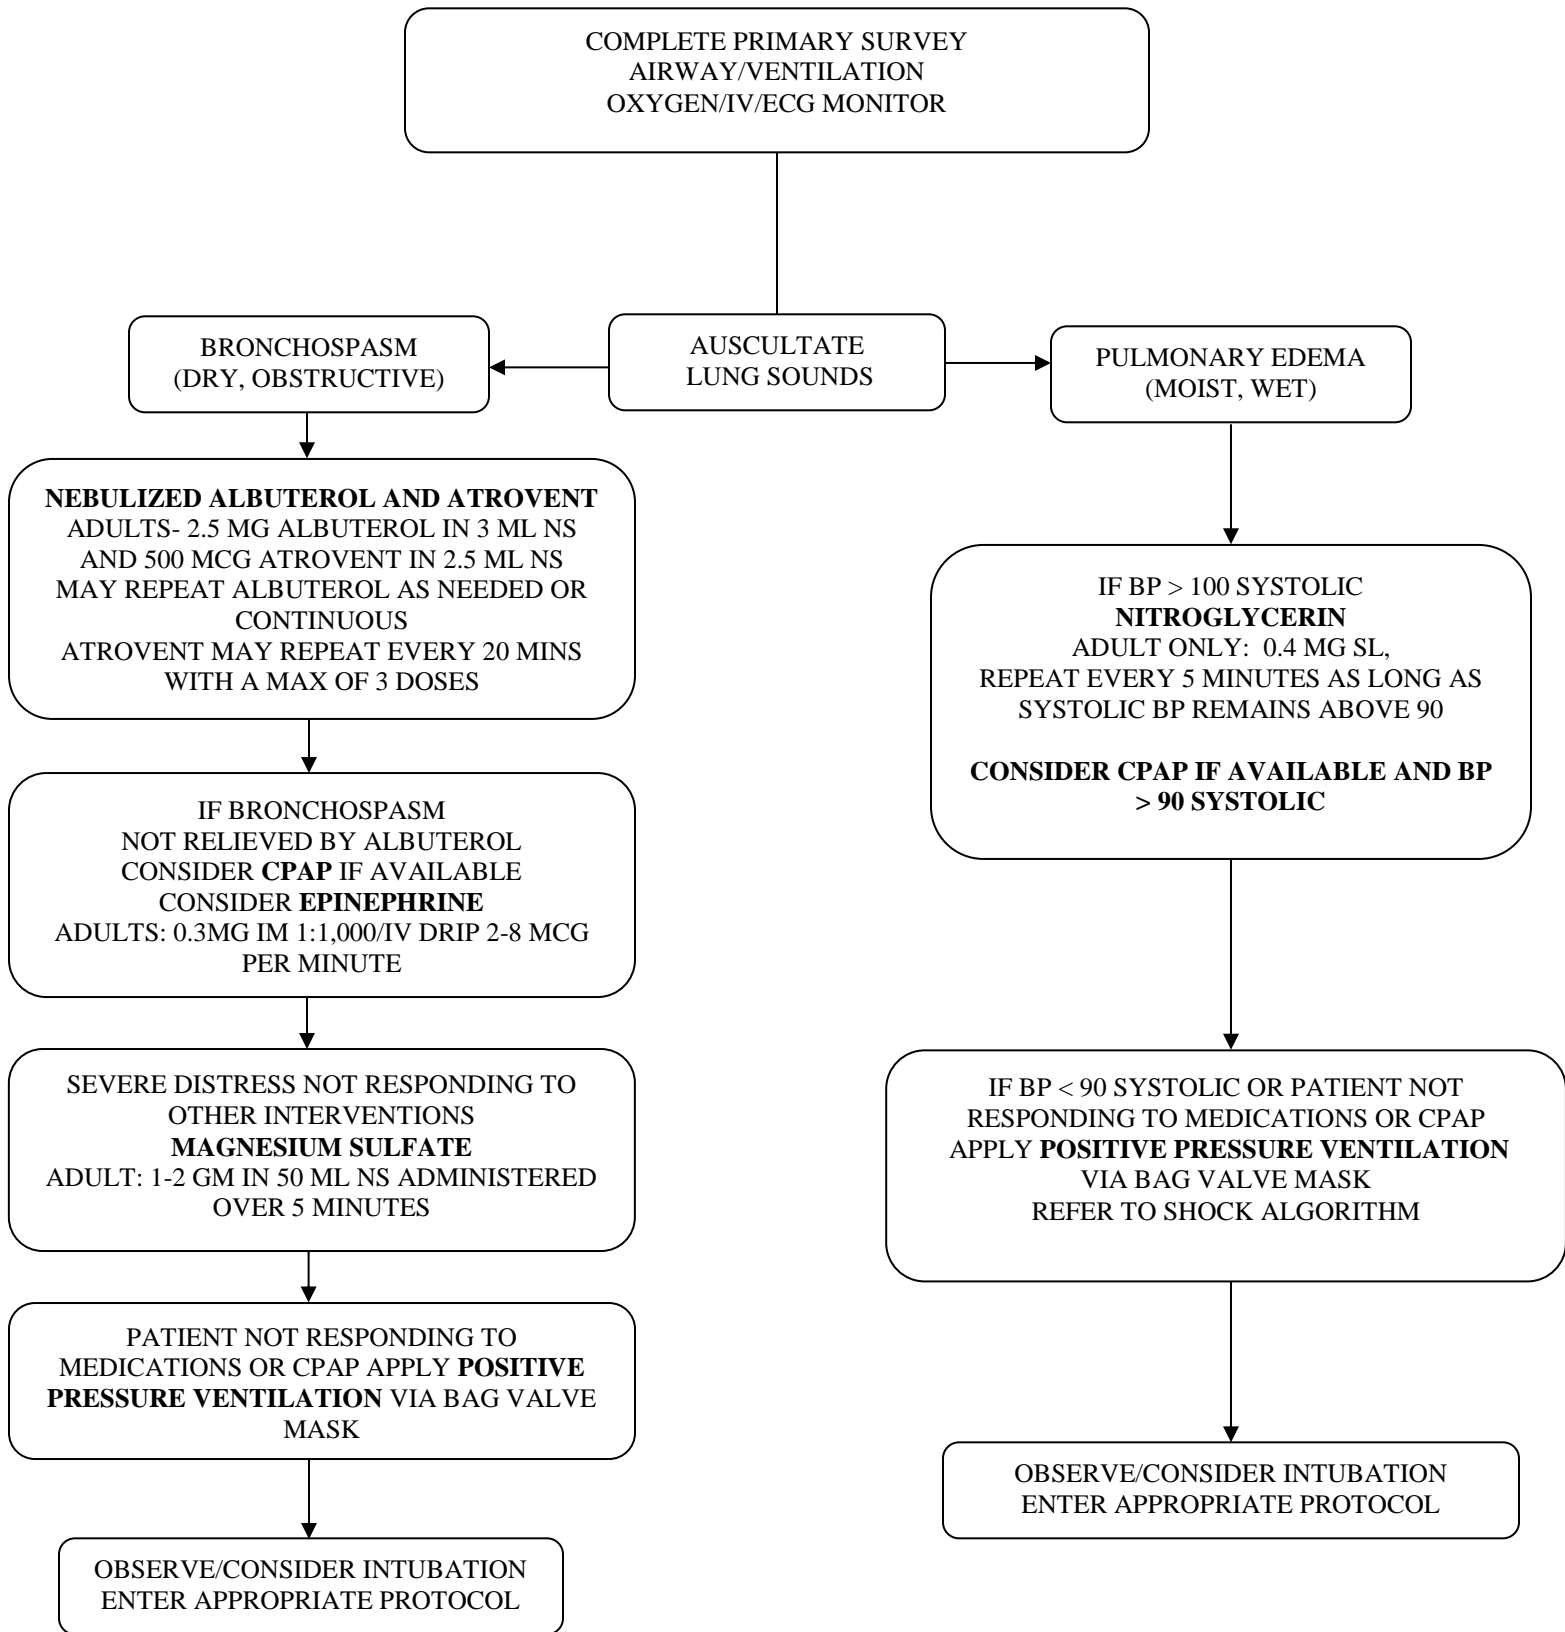 COMPLETE PRIMARY SURVEY
AIRWAY/VENTILATION
OXYGEN/IV/ECG MONITOR
BRONCHOSPASM
(DRY, OBSTRUCTIVE)
AUSCULTATE
LUNG SOUNDS
PULMONARY EDEMA
(MOIST, WET)
NEBULIZED ALBUTEROL AND ATROVENT
ADULTS- 2.5 MG ALBUTEROL IN 3 ML NS
AND 500 MCG ATROVENT IN 2.5 ML NS
MAY REPEAT ALBUTEROL AS NEEDED OR
CONTINUOUS
ATROVENT MAY REPEAT EVERY 20 MINS
WITH A MAX OF 3 DOSES
IF BRONCHOSPASM
NOT RELIEVED BY ALBUTEROL
CONSIDER CPAP IF AVAILABLE
CONSIDER EPINEPHRINE
ADULTS: 0.3MG IM 1:1,000/IV DRIP 2-8 MCG
PER MINUTE
SEVERE DISTRESS NOT RESPONDING TO
OTHER INTERVENTIONS
MAGNESIUM SULFATE
ADULT: 1-2 GM IN 50 ML NS ADMINISTERED
OVER 5 MINUTES
PATIENT NOT RESPONDING TO
MEDICATIONS OR CPAP APPLY POSITIVE
PRESSURE VENTILATION VIA BAG VALVE
MASK
OBSERVE/CONSIDER INTUBATION
ENTER APPROPRIATE PROTOCOL
IF BP > 100 SYSTOLIC
NITROGLYCERIN
ADULT ONLY: 0.4 MG SL,
REPEAT EVERY 5 MINUTES AS LONG AS
SYSTOLIC BP REMAINS ABOVE 90
CONSIDER CPAP IF AVAILABLE AND BP
> 90 SYSTOLIC
IF BP < 90 SYSTOLIC OR PATIENT NOT
RESPONDING TO MEDICATIONS OR CPAP
APPLY POSITIVE PRESSURE VENTILATION
VIA BAG VALVE MASK
REFER TO SHOCK ALGORITHM
OBSERVE/CONSIDER INTUBATION
ENTER APPROPRIATE PROTOCOL